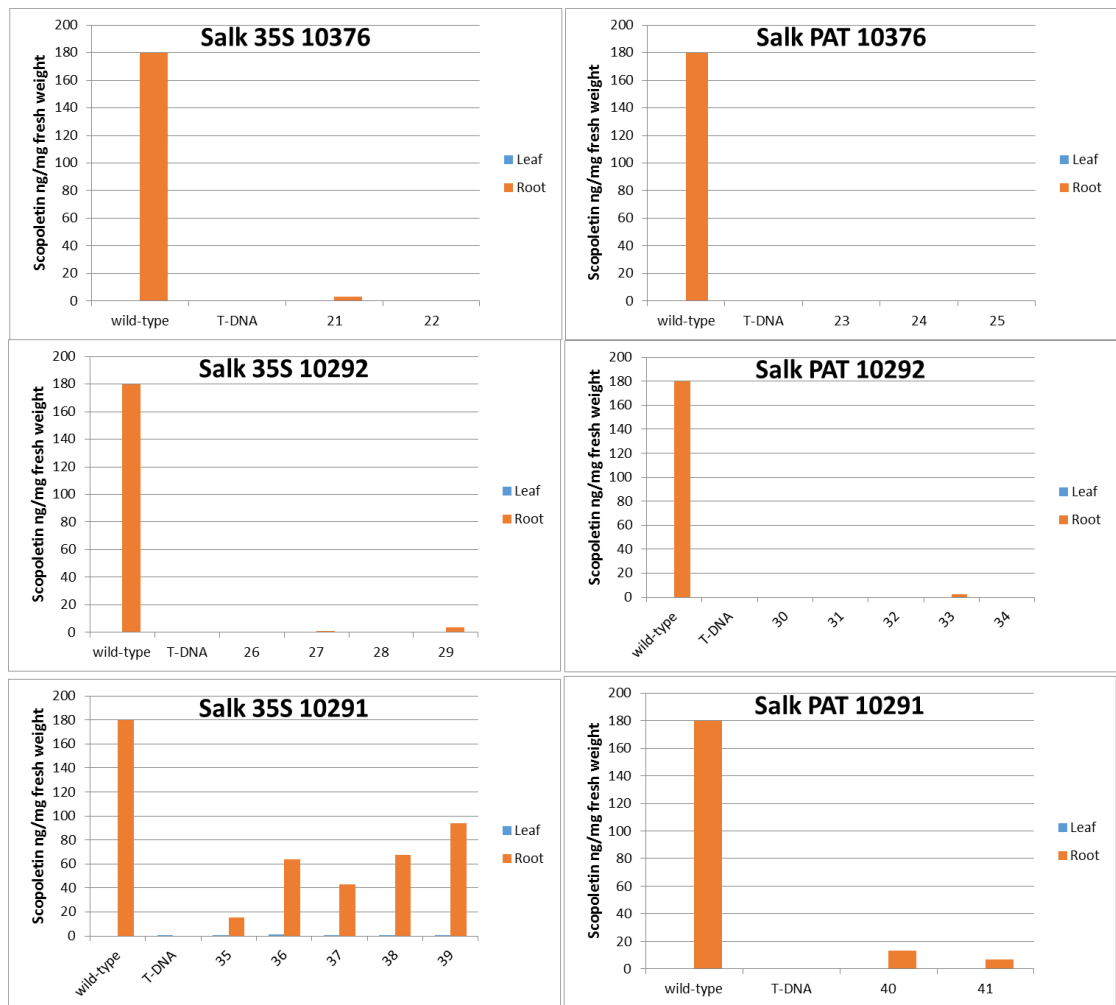 Salk 35S 10376
Scopoletin ng/mg fresh weight
200
180
160
140
120
100
80
60
40
20
0
wild-type T-DNA 21 22
Leaf
Root
Salk PAT 10376
Scopoletin ng/mg fresh weight
200
180
160
140
120
100
80
60
40
20
0
wild-type T-DNA 23 24 25
Leaf
Root
Salk 35S 10292
Scopoletin ng/mg fresh weight
200
180
160
140
120
100
80
60
40
20
0
wild-type T-DNA 26 27 28 29
Leaf
Root
Salk PAT 10292
Scopoletin ng/mg fresh weight
200
180
160
140
120
100
80
60
40
20
0
wild-type T-DNA 30 31 32 33 34
Leaf
Root
Salk 35S 10291
Scopoletin ng/mg fresh weight
200
180
160
140
120
100
80
60
40
20
0
wild-type T-DNA 35 36 37 38 39
Leaf
Root
Salk PAT 10291
Scopoletin ng/mg fresh weight
200
180
160
140
120
100
80
60
40
20
0
wild-type T-DNA 40 41
Leaf
Root